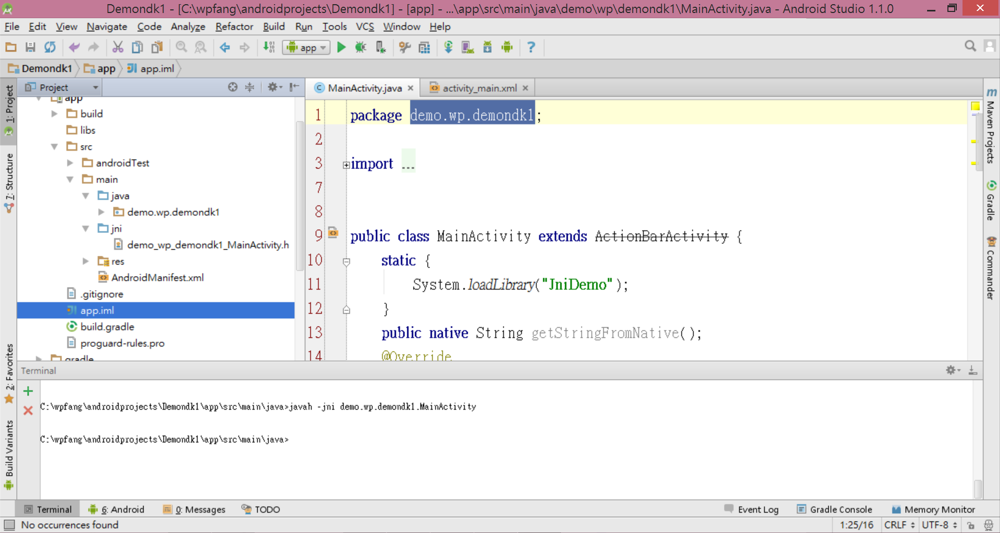 Demondk1 - [C:\wpfang\androidprojects\Demondk1] - [app] - ...\app\src\main\java\demo\wp\demondk1\MainActivity.java - Android Studio 1.1.0
File Edit View Navigate Code Analyze Refactor Build Run Tools VCS Window Help
app
Demondk1 app app.iml
1: Project
7: Structure
2: Favorites
Build Variants
Project
app
build
libs
src
androidTest
main
java
demo.wp.demondk1
jni
demo_wp_demondk1_MainActivity.h
res
AndroidManifest.xml
.gitignore
app.iml
build.gradle
proguard-rules.pro
gradle
MainActivity.java activity_main.xml
1 package demo.wp.demondk1;
2
3 import ...
7
8
9 public class MainActivity extends ActionBarActivity {
10 static {
11 System.loadLibrary("JniDemo");
12 }
13 public native String getStringFromNative();
14 @Override
Maven Projects
Gradle
Commander
Terminal
C:\wpfang\androidprojects\Demondk1\app\src\main\java>javah -jni demo.wp.demondk1.MainActivity
C:\wpfang\androidprojects\Demondk1\app\src\main\java>
Terminal 6: Android 0: Messages TODO Event Log Gradle Console Memory Monitor
No occurrences found 1:25/16 CRLF UTF-8